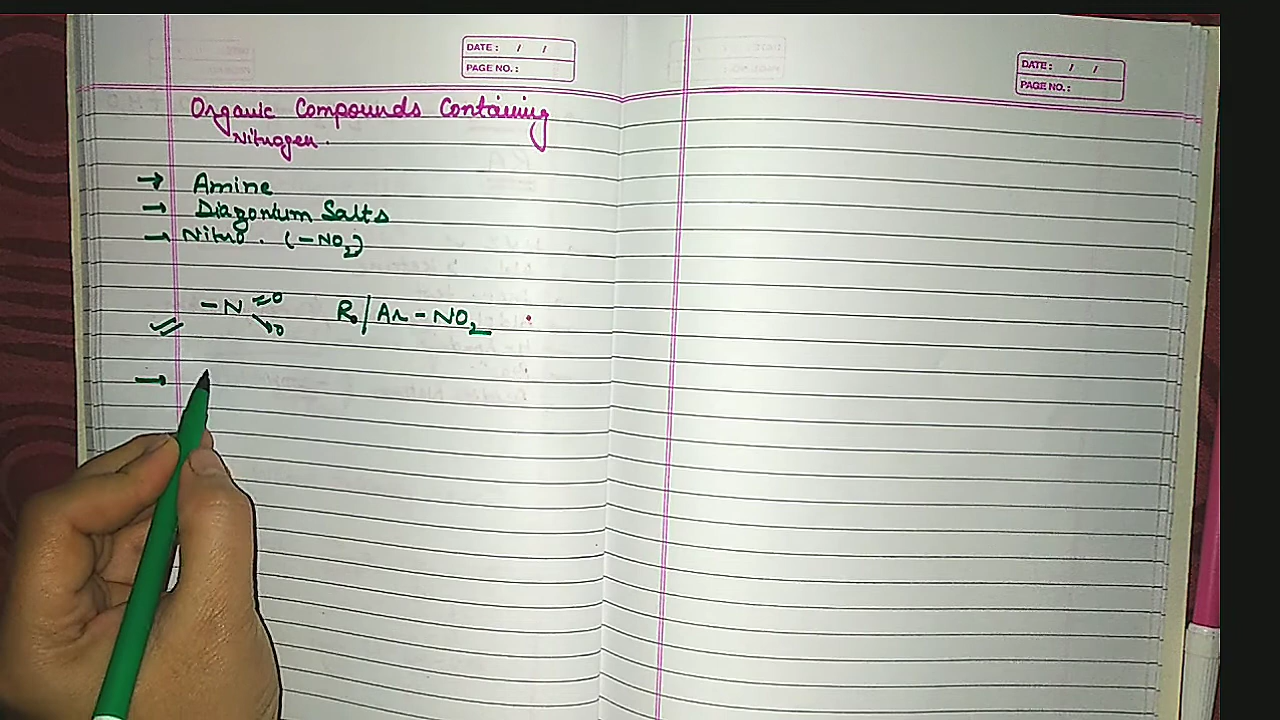 DATE: / /
PAGE NO.:
DATE: / /
PAGE NO.:
Organic Compounds Containing
Nitrogen.
→ Amine
→ Diazonium Salts
→ Nitro. (-NO2)
-N =O R/Ar-NO2
↘O
→